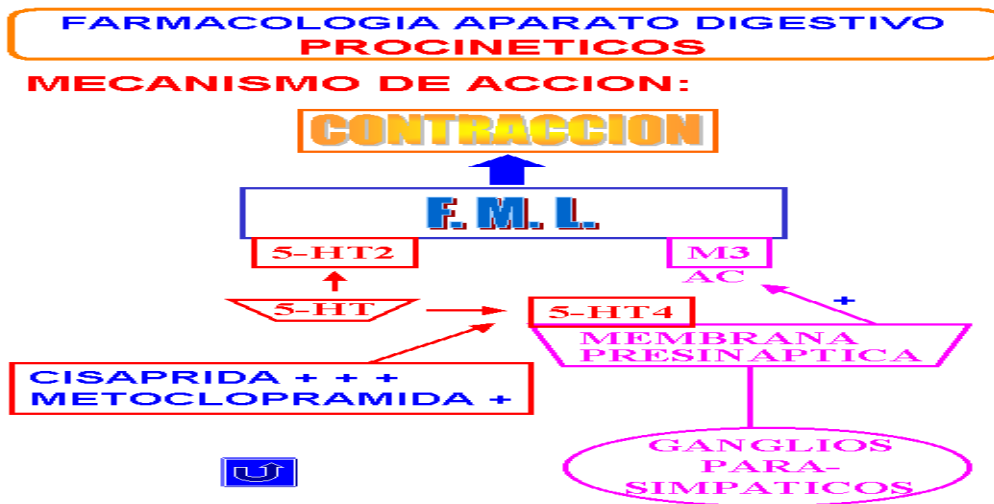 FARMACOLOGIA APARATO DIGESTIVO
PROCINETICOS
MECANISMO DE ACCION:
CONTRACCION
F. M. L.
5-HT2
M3
AC
5-HT
+
5-HT4
MEMBRANA
PRESINAPTICA
CISAPRIDA + + +
METOCLOPRAMIDA +
GANGLIOS
PARA-
SIMPATICOS